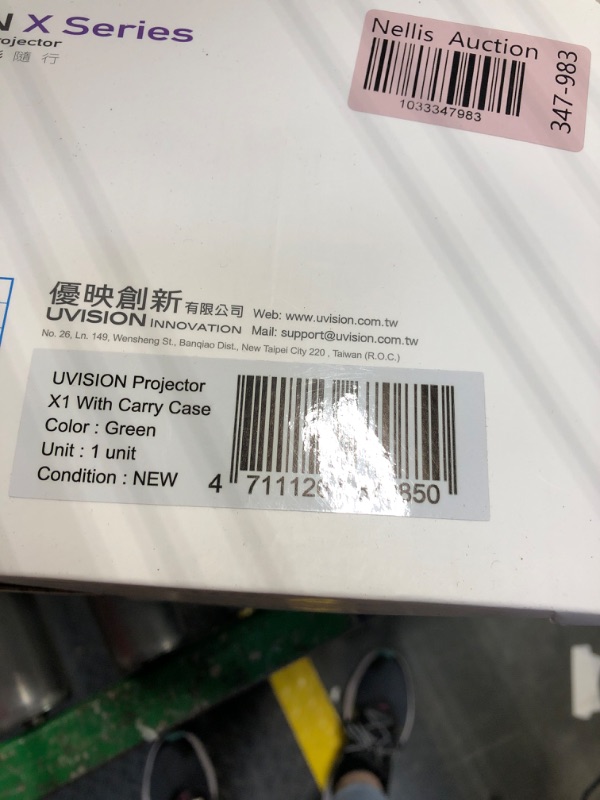 X Series
Nellis Auction
1033347983
347-983
隨行
優映創新有限公司 Web: www.uvision.com.tw
UVISION INNOVATION Mail: support@uvision.com.tw
No. 26, Ln. 149, Wensheng St., Banqiao Dist., New Taipei City 220 , Taiwan (R.O.C.)
UVISION Projector
X1 With Carry Case
Color : Green
Unit : 1 unit
Condition : NEW